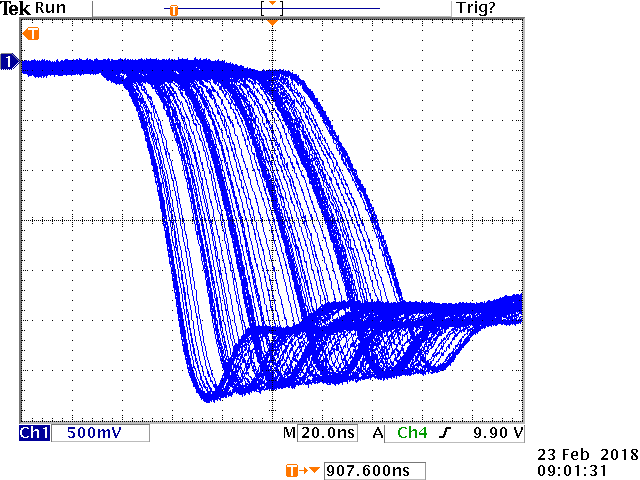 Tek Run Trig?
T
T
1
Ch1 500mV M 20.0ns A Ch4 9.90 V
T 907.600ns
23 Feb 2018
09:01:31